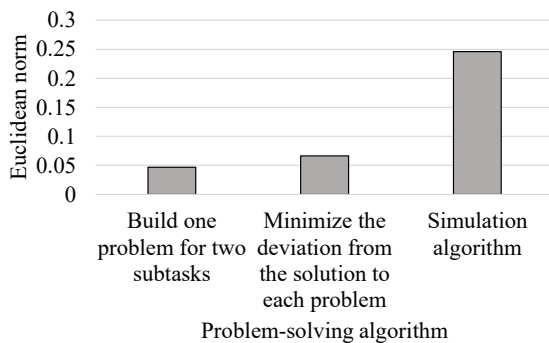 0.3
0.25
0.2
0.15
0.1
0.05
0
Euclidean norm
Build one
problem for two
subtasks
Minimize the
deviation from
the solution to
each problem
Simulation
algorithm
Problem-solving algorithm